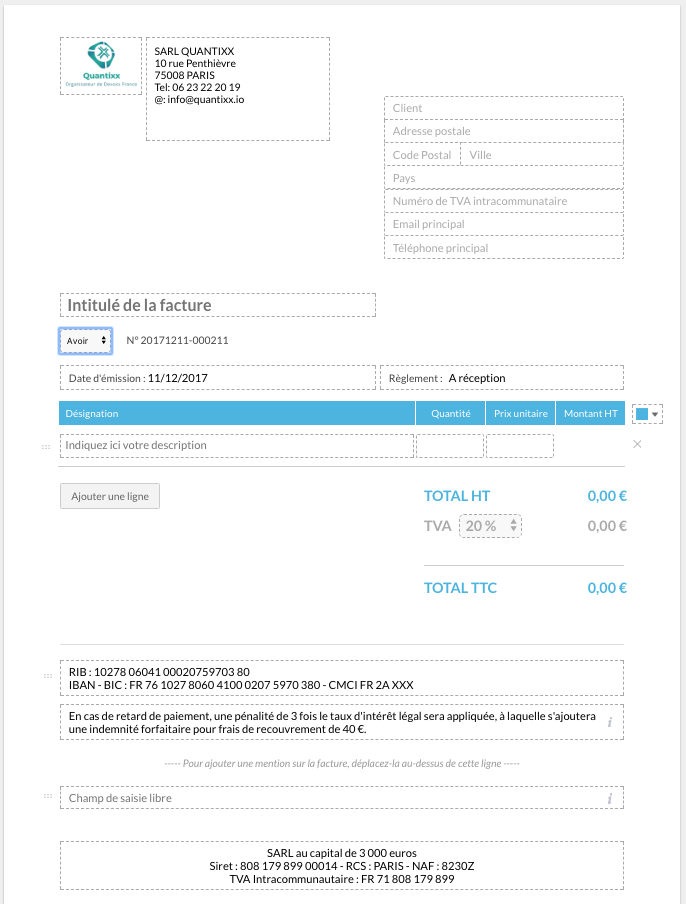 Quantixx
Organisateur de Devoxx France
SARL QUANTIXX
10 rue Penthièvre
75008 PARIS
Tel: 06 23 22 20 19
@: info@quantixx.io
Client
Adresse postale
Code Postal Ville
Pays
Numéro de TVA intracommunataire
Email principal
Téléphone principal
Intitulé de la facture
Avoir N° 20171211-000211
Date d'émission : 11/12/2017 Règlement : A réception
Désignation Quantité Prix unitaire Montant HT
Indiquez ici votre description
Ajouter une ligne
TOTAL HT 0,00 €
TVA 20 % 0,00 €
TOTAL TTC 0,00 €
RIB : 10278 06041 00020759703 80
IBAN - BIC : FR 76 1027 8060 4100 0207 5970 380 - CMCI FR 2A XXX
En cas de retard de paiement, une pénalité de 3 fois le taux d'intérêt légal sera appliquée, à laquelle s'ajoutera
une indemnité forfaitaire pour frais de recouvrement de 40 €.
----- Pour ajouter une mention sur la facture, déplacez-la au-dessus de cette ligne -----
Champ de saisie libre
SARL au capital de 3 000 euros
Siret : 808 179 899 00014 - RCS : PARIS - NAF : 8230Z
TVA Intracommunautaire : FR 71 808 179 899